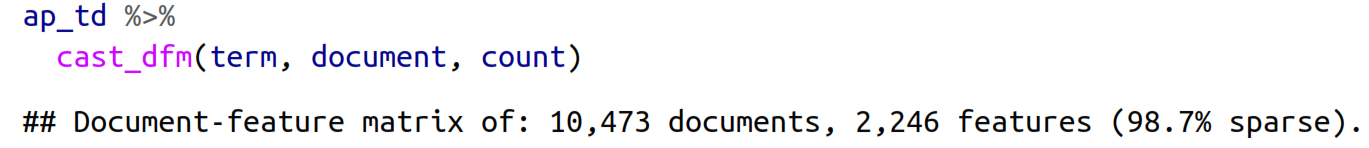 ap_td %>%
cast_dfm(term, document, count)
## Document-feature matrix of: 10,473 documents, 2,246 features (98.7% sparse).